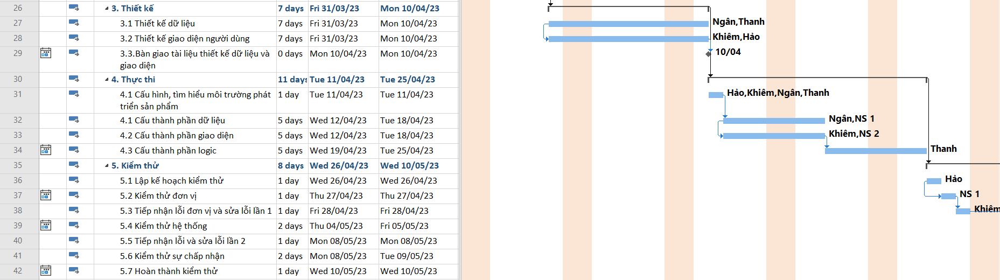 26 3. Thiết kế 7 days Fri 31/03/23 Mon 10/04/23
27 3.1 Thiết kế dữ liệu 7 days Fri 31/03/23 Mon 10/04/23 Ngân,Thanh
28 3.2 Thiết kế giao diện người dùng 7 days Fri 31/03/23 Mon 10/04/23 Khiêm,Hảo
29 3.3.Bàn giao tài liệu thiết kế dữ liệu và 0 days Mon 10/04/23 Mon 10/04/23 10/04
giao diện
30 4. Thực thi 11 days Tue 11/04/23 Tue 25/04/23
31 4.1 Cấu hình, tìm hiểu môi trường phát 1 day Tue 11/04/23 Tue 11/04/23 Hảo,Khiêm,Ngân,Thanh
triển sản phẩm
32 4.1 Cấu thành phần dữ liệu 5 days Wed 12/04/23 Tue 18/04/23 Ngân,NS 1
33 4.2 Cấu thành phần giao diện 5 days Wed 12/04/23 Tue 18/04/23 Khiêm,NS 2
34 4.3 Cấu thành phần logic 5 days Wed 19/04/23 Tue 25/04/23 Thanh
35 5. Kiểm thử 8 days Wed 26/04/23 Wed 10/05/23
36 5.1 Lập kế hoạch kiểm thử 1 day Wed 26/04/23 Wed 26/04/23 Hảo
37 5.2 Kiểm thử đơn vị 1 day Thu 27/04/23 Thu 27/04/23 NS 1
38 5.3 Tiếp nhận lỗi đơn vị và sửa lỗi lần 1 1 day Fri 28/04/23 Fri 28/04/23 Khiêm
39 5.4 Kiểm thử hệ thống 2 days Thu 04/05/23 Fri 05/05/23
40 5.5 Tiếp nhận lỗi và sửa lỗi lần 2 1 day Mon 08/05/23 Mon 08/05/23
41 5.6 Kiểm thử sự chấp nhận 2 days Mon 08/05/23 Tue 09/05/23
42 5.7 Hoàn thành kiểm thử 1 day Wed 10/05/23 Wed 10/05/23